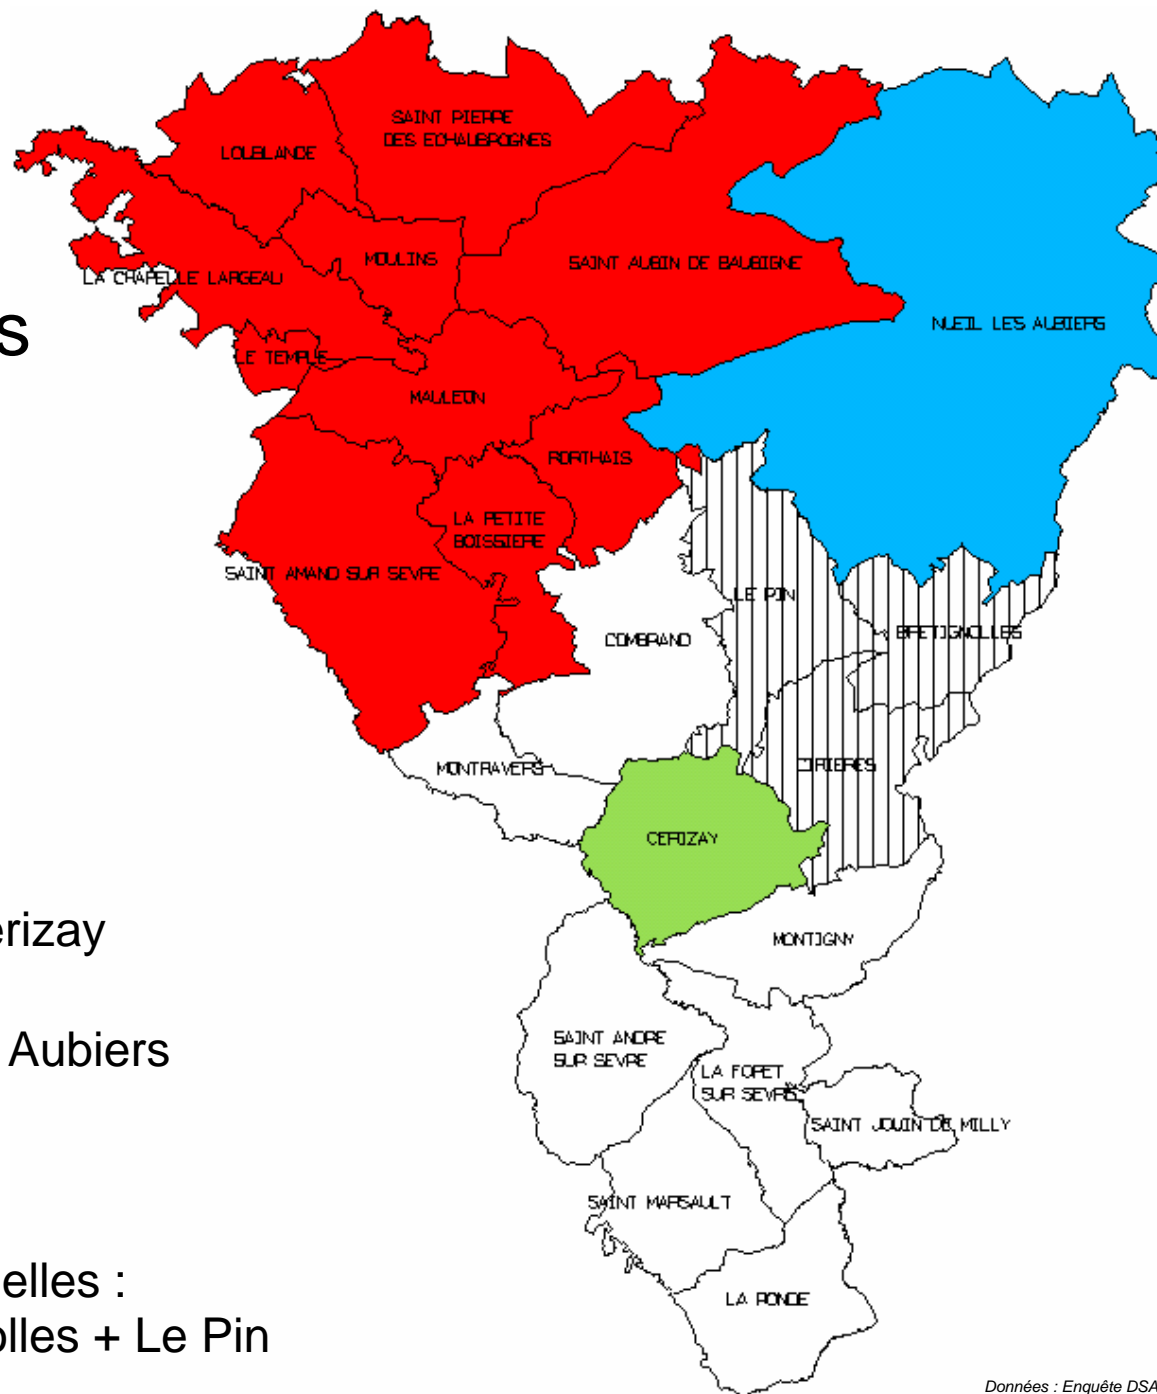 SAINT PIERRE
DES ECHAUBROGNES
LOUBLANDE
MOULINS
SAINT AUBIN DE BAUBIGNE
LA CHAPELLE LARGEAU
NUEIL LES AUBIERS
s
LE TEMPLE
MAULEON
RORTHAIS
LA PETITE
BOISSIERE
SAINT AMAND SUR SEVRE
LE PIN
BRETIGNOLLES
COMBRAND
MONTRAVERS
CIRIERES
CERIZAY
erizay
MONTIGNY
Aubiers
SAINT ANDRE
SUR SEVRE
LA FORET
SUR SEVRE
SAINT JOUIN DE MILLY
SAINT MARSAULT
elles :
LA RONDE
olles + Le Pin
Données : Enquête DSA